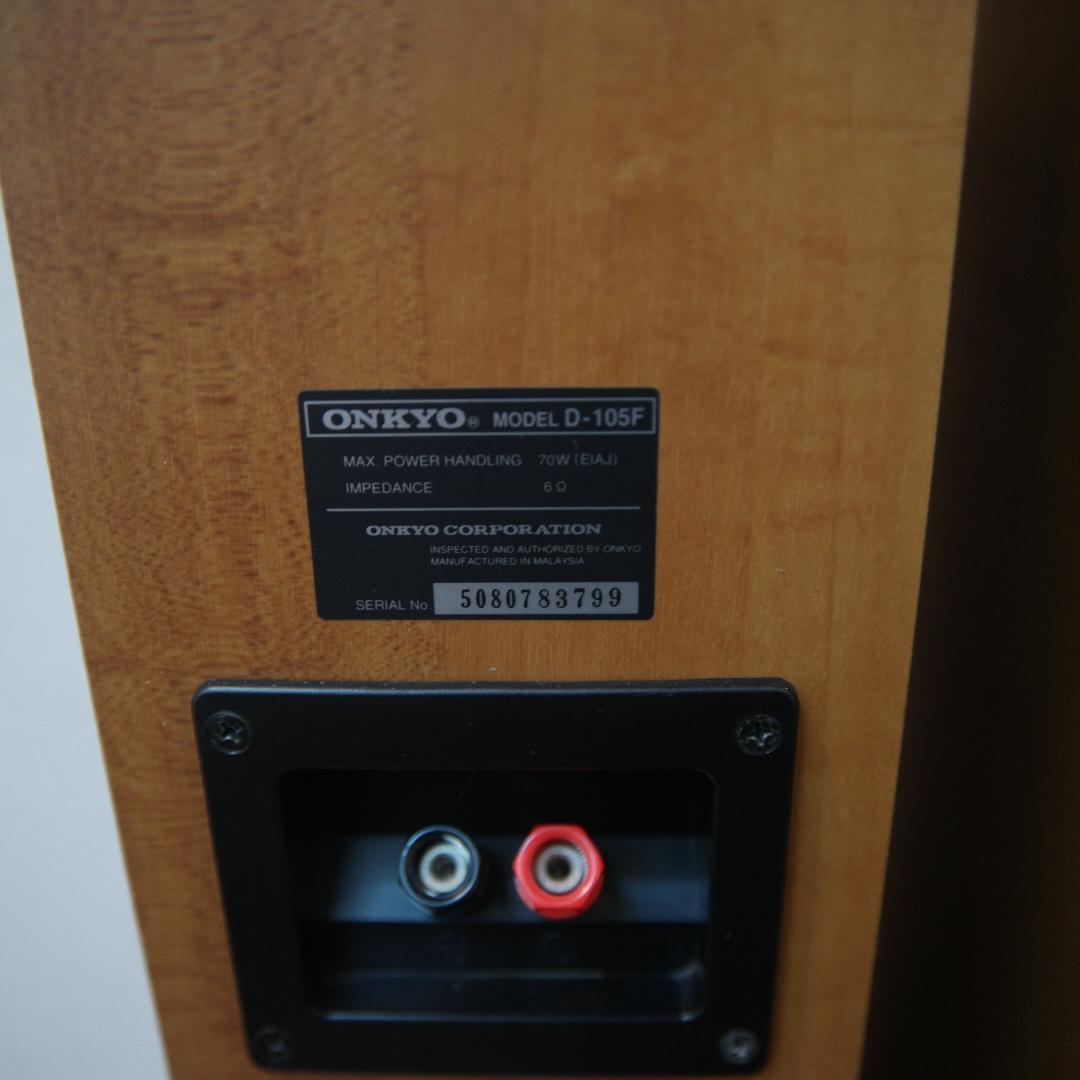 ONKYO® MODEL D-105F
MAX. POWER HANDLING 70W (EIAJ)
IMPEDANCE 6 Ω
ONKYO CORPORATION
INSPECTED AND AUTHORIZED BY ONKYO
MANUFACTURED IN MALAYSIA
SERIAL No. 5080783799